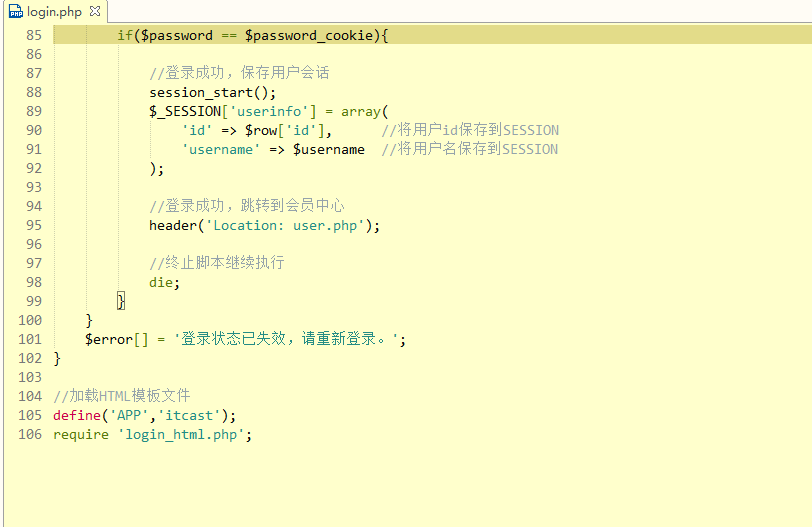 login.php
85 if($password == $password_cookie){
86
87 //登录成功，保存用户会话
88 session_start();
89 $_SESSION['userinfo'] = array(
90 'id' => $row['id'], //将用户id保存到SESSION
91 'username' => $username //将用户名保存到SESSION
92 );
93
94 //登录成功，跳转到会员中心
95 header('Location: user.php');
96
97 //终止脚本继续执行
98 die;
99 }
100 }
101 $error[] = '登录状态已失效，请重新登录。';
102 }
103
104 //加载HTML模板文件
105 define('APP','itcast');
106 require 'login_html.php';